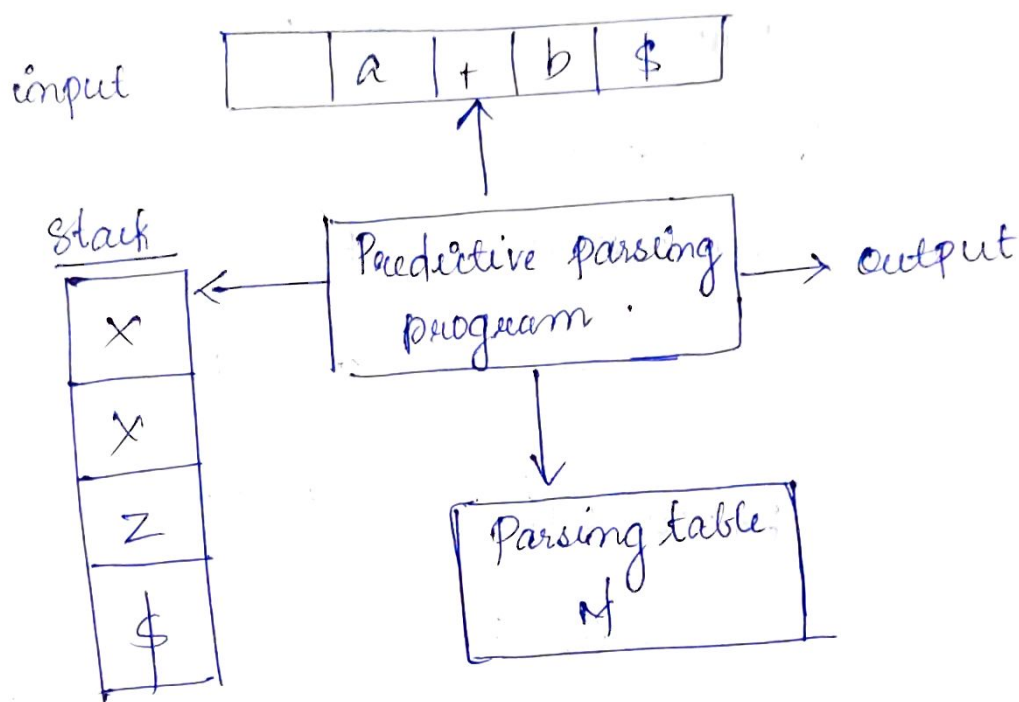 input
a + b $
stack
Predictive parsing
program.
output
X
Y
Z
$
Parsing table
M